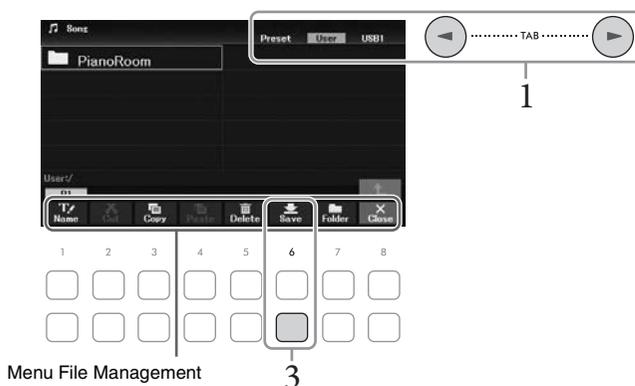 Song
Preset User USB1
TAB
1
PianoRoom
User:/
P1
Name Cut Copy Paste Delete Save Folder Close
1 2 3 4 5 6 7 8
Menu File Management
3